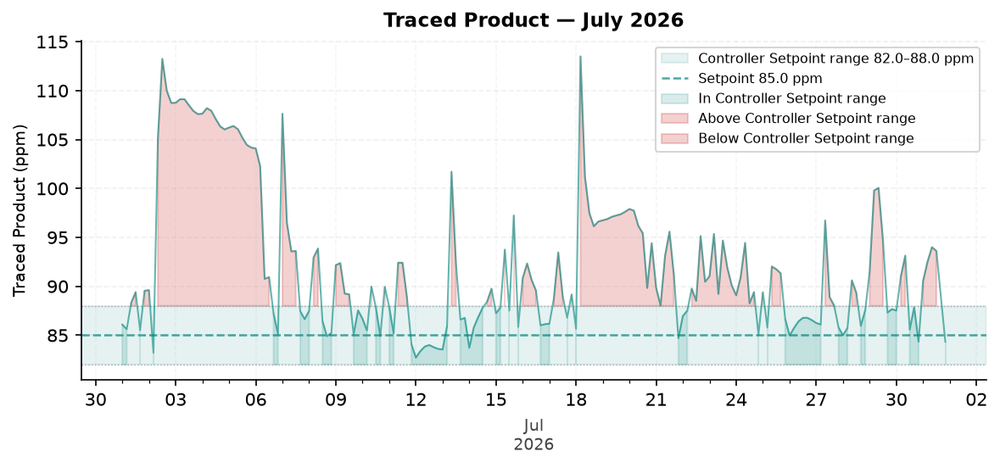 Traced Product — July 2026
Traced Product (ppm)
115
110
105
100
95
90
85
Controller Setpoint range 82.0–88.0 ppm
Setpoint 85.0 ppm
In Controller Setpoint range
Above Controller Setpoint range
Below Controller Setpoint range
30 03 06 09 12 15 18 21 24 27 30 02
Jul
2026